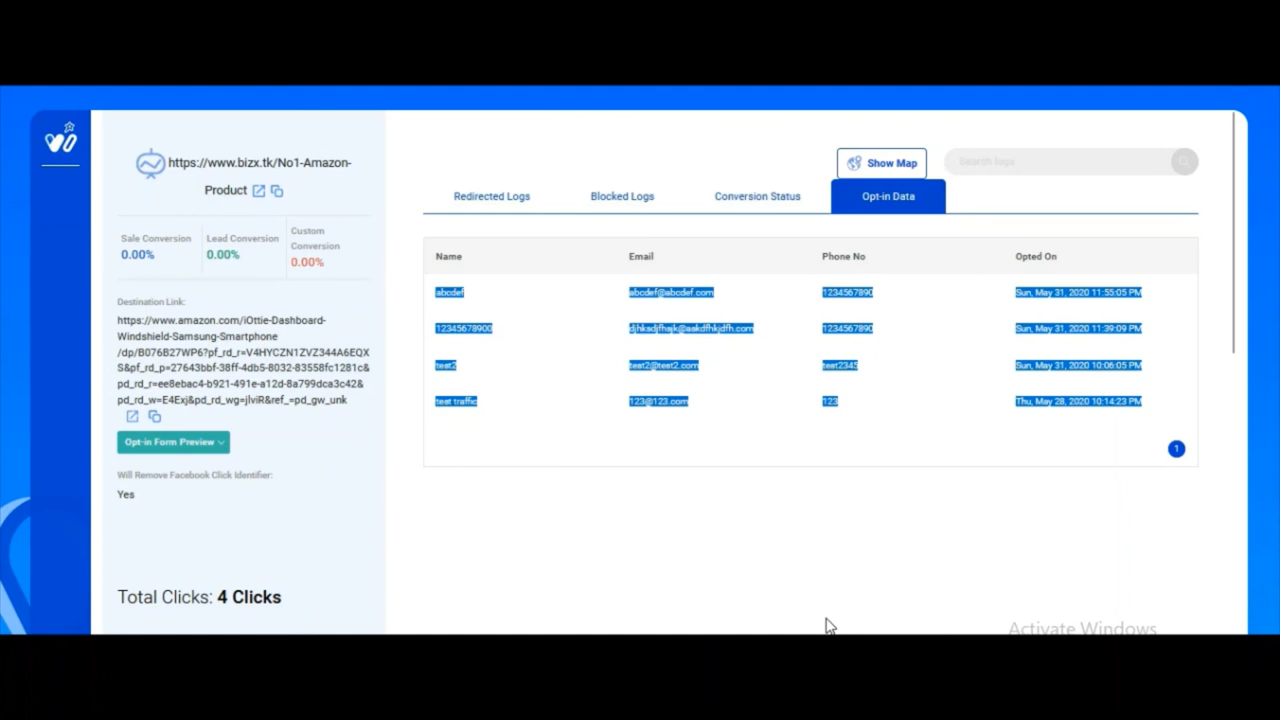 https://www.bizx.tk/No1-Amazon-
Product
Sale Conversion
0.00%
Lead Conversion
0.00%
Custom
Conversion
0.00%
Destination Link:
https://www.amazon.com/iOttie-Dashboard-
Windshield-Samsung-Smartphone
/dp/B076B27WP6?pf_rd_r=V4HYCZN1ZVZ344A6EQX
S&pf_rd_p=27643bbf-38ff-4db5-8032-83558fc1281c&
pd_rd_r=ee8ebac4-b921-491e-a12d-8a799dca3c42&
pd_rd_w=E4Exj&pd_rd_wg=jlviR&ref_=pd_gw_unk
Opt-in Form Preview
Will Remove Facebook Click Identifier:
Yes
Total Clicks: 4 Clicks
Show Map
Search logs
Redirected Logs Blocked Logs Conversion Status Opt-in Data
Name Email Phone No Opted On
abcdef abcdef@abcdef.com 1234567890 Sun, May 31, 2020 11:55:05 PM
12345678900 djhksdjfhsjk@askdfhkjdfh.com 1234567890 Sun, May 31, 2020 11:39:09 PM
test2 test2@test2.com test2345 Sun, May 31, 2020 10:06:05 PM
test traffic 123@123.com 123 Thu, May 28, 2020 10:14:23 PM
1
Activate Windows